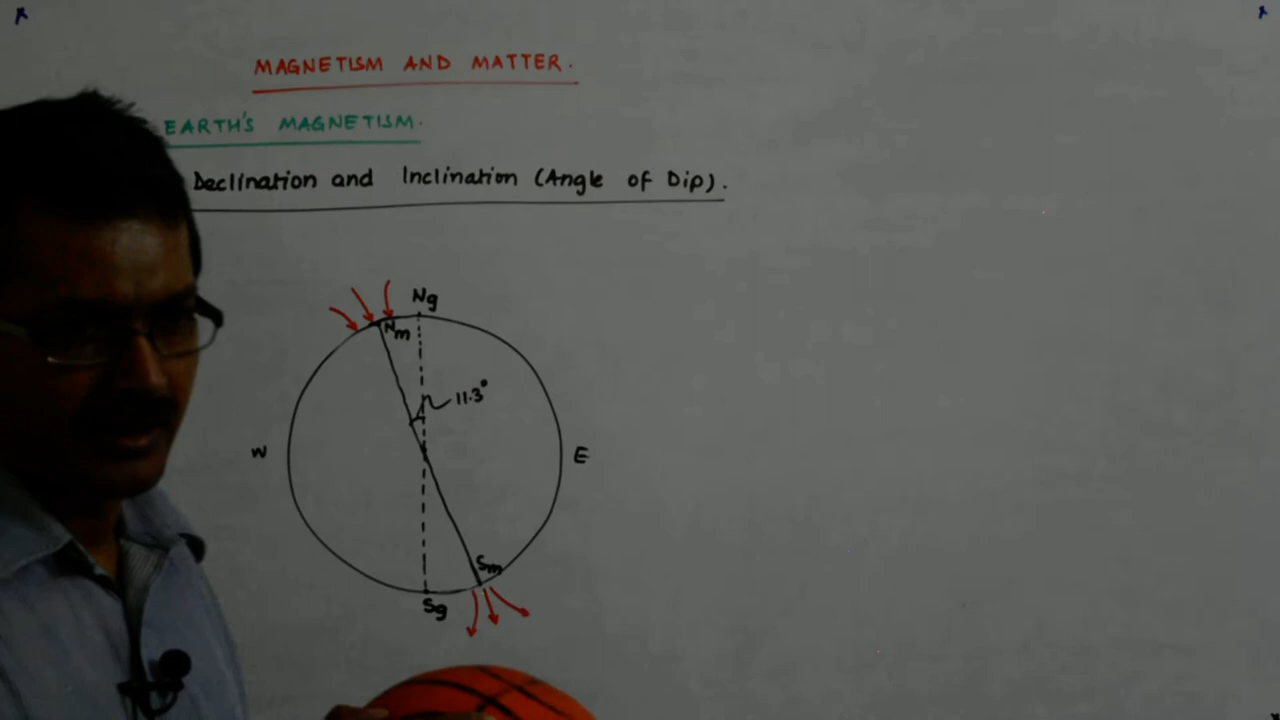 MAGNETISM AND MATTER.
EARTH'S MAGNETISM.
Declination and Inclination (Angle of Dip).
Ng
Nm
11.3°
W
E
Sm
Sg